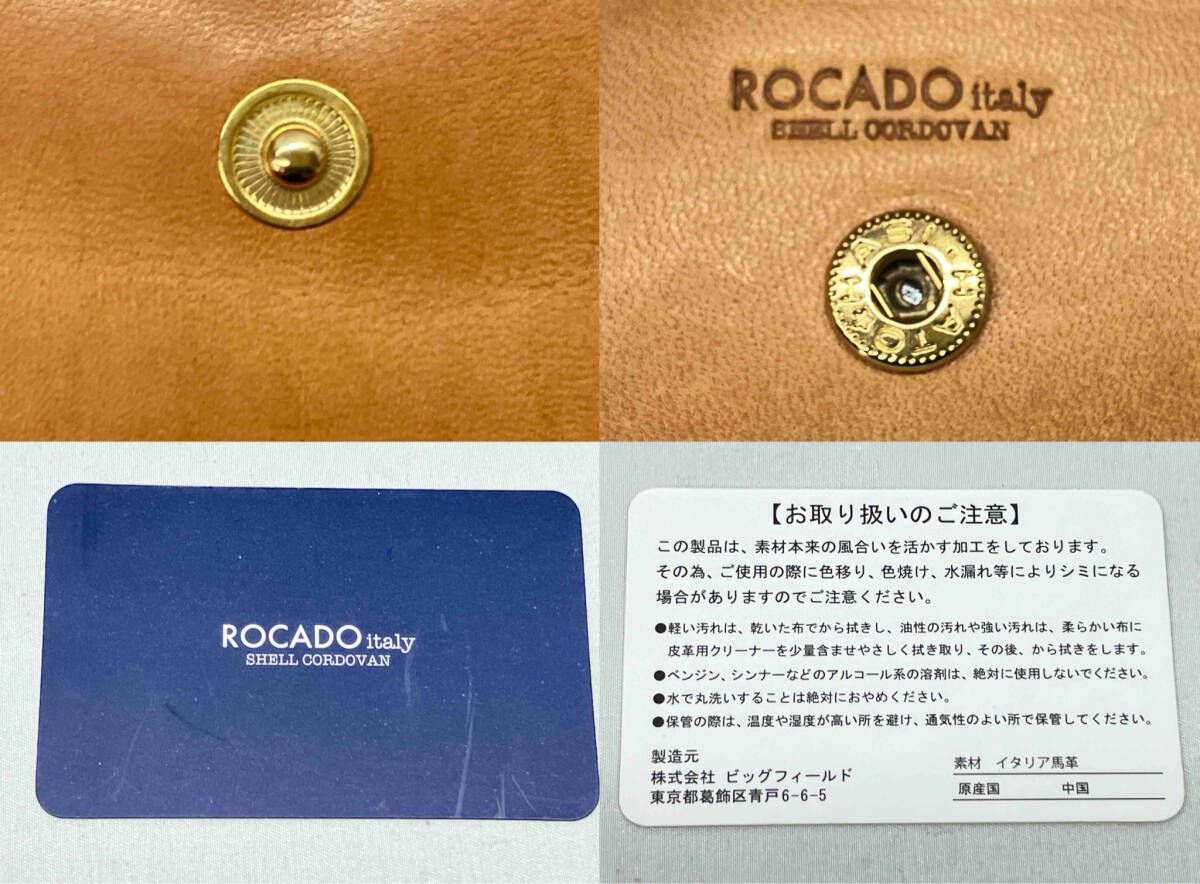 ROCADO italy
SHELL CORDOVAN
ASI·HATO·H
ROCADO italy
SHELL CORDOVAN
【お取り扱いのご注意】
この製品は、素材本来の風合いを活かす加工をしております。
その為、ご使用の際に色移り、色焼け、水漏れ等によりシミになる
場合がありますのでご注意ください。
●軽い汚れは、乾いた布でから拭きし、油性の汚れや強い汚れは、柔らかい布に
皮革用クリーナーを少量含ませやさしく拭き取り、その後、から拭きをします。
●ベンジン、シンナーなどのアルコール系の溶剤は、絶対に使用しないでください。
●水で丸洗いすることは絶対におやめください。
●保管の際は、温度や湿度が高い所を避け、通気性のよい所で保管してください。
製造元
株式会社 ビッグフィールド
東京都葛飾区青戸6-6-5
素材 イタリア馬革
原産国 中国